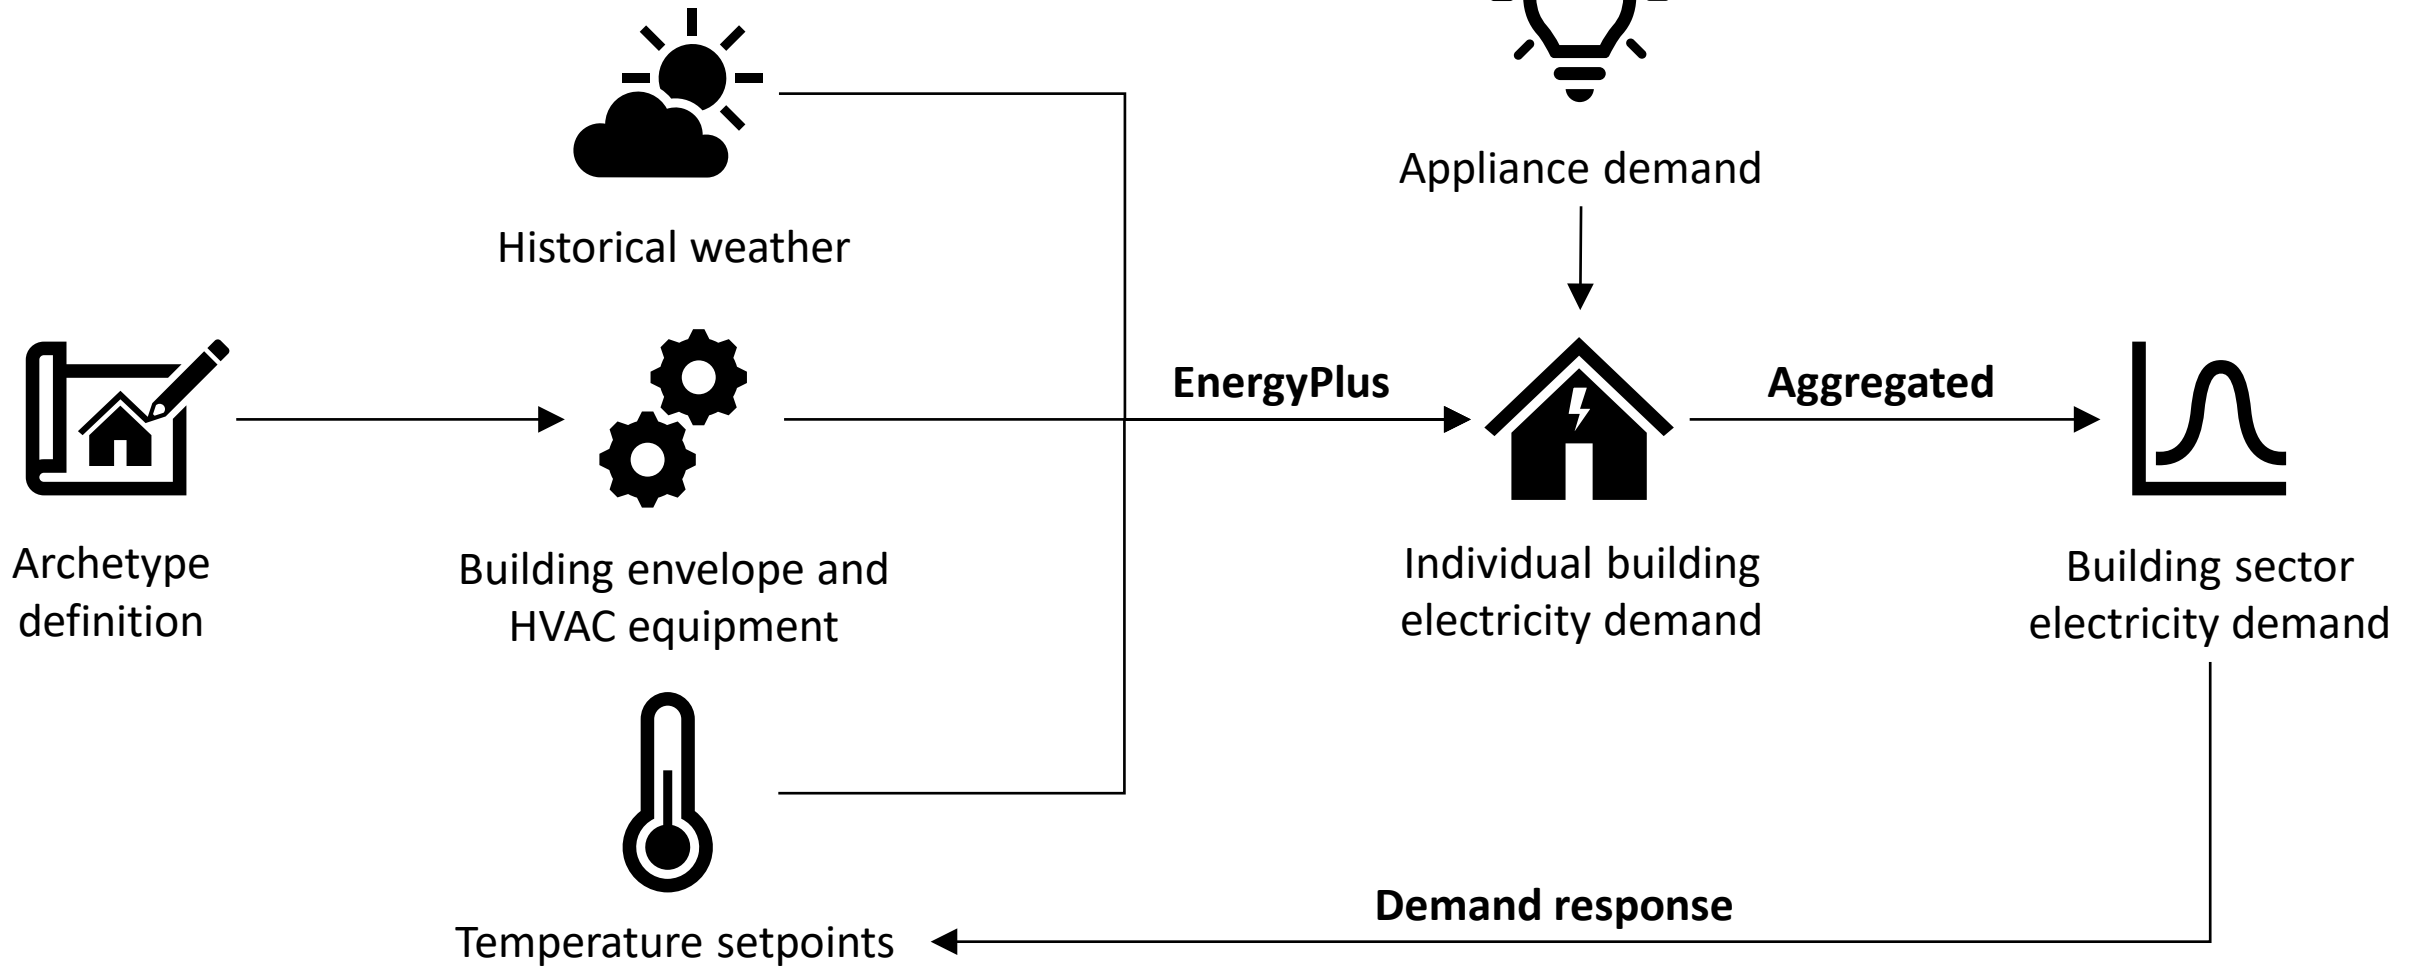 Appliance demand
Historical weather
EnergyPlus
Aggregated
Archetype
definition
Building envelope and
HVAC equipment
Individual building
electricity demand
Building sector
electricity demand
Demand response
Temperature setpoints